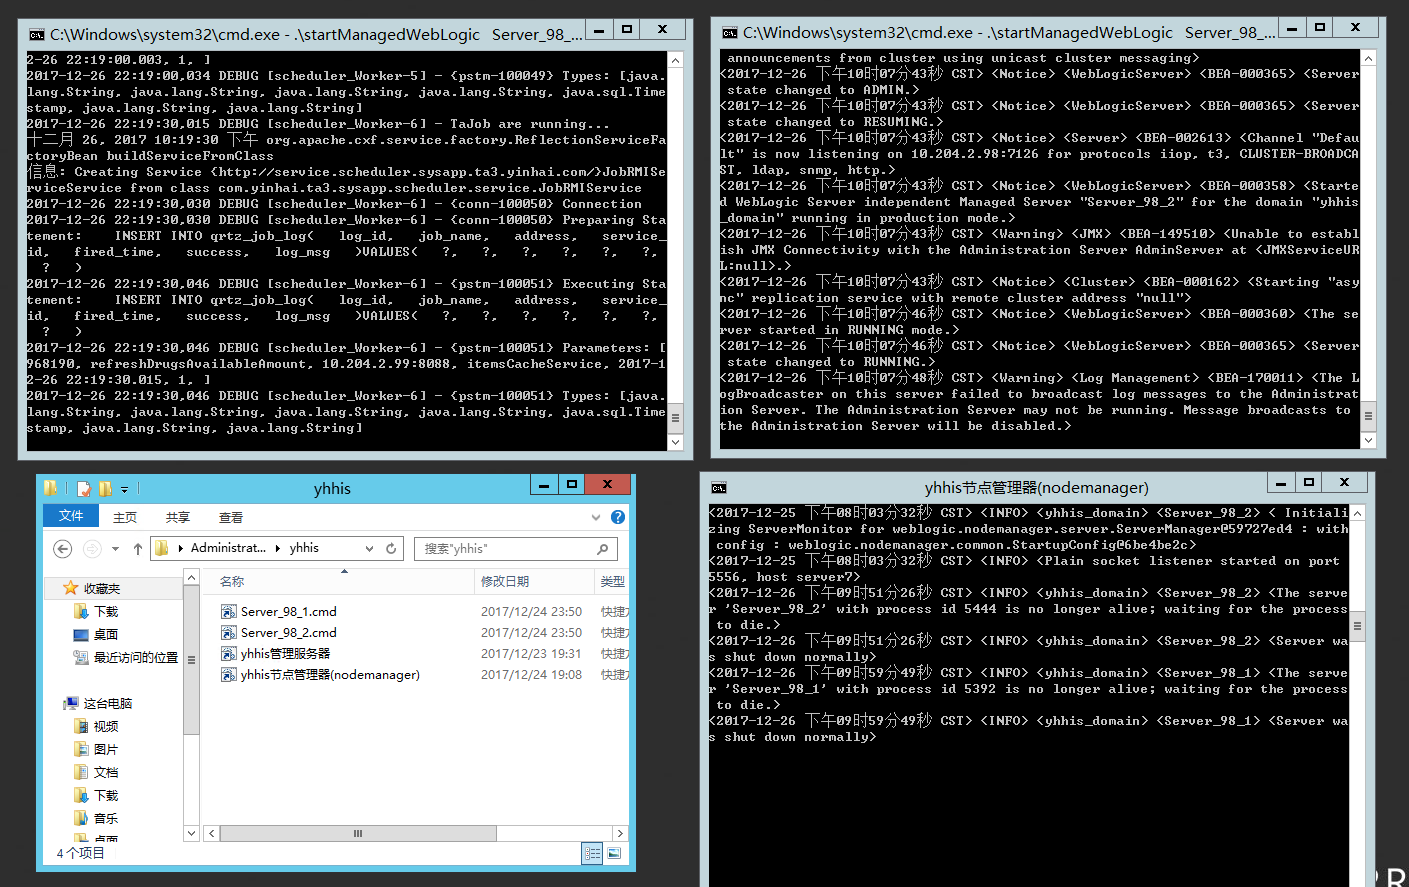 C:\Windows\system32\cmd.exe - .\startManagedWebLogic  Server_98_...
2-26 22:19:00.003, 1, ]
2017-12-26 22:19:00,034 DEBUG [scheduler_Worker-5] - {pstm-100049} Types: [java.
lang.String, java.lang.String, java.lang.String, java.lang.String, java.sql.Time
stamp, java.lang.String, java.lang.String]
2017-12-26 22:19:30,015 DEBUG [scheduler_Worker-6] - TaJob are running...
十二月 26, 2017 10:19:30 下午 org.apache.cxf.service.factory.ReflectionServiceFa
ctoryBean buildServiceFromClass
信息: Creating Service {http://service.scheduler.sysapp.ta3.yinhai.com/}JobRMISe
rviceService from class com.yinhai.ta3.sysapp.scheduler.service.JobRMIService
2017-12-26 22:19:30,030 DEBUG [scheduler_Worker-6] - {conn-100050} Connection
2017-12-26 22:19:30,030 DEBUG [scheduler_Worker-6] - {conn-100050} Preparing Sta
tement:    INSERT INTO qrtz_job_log(   log_id,   job_name,   address,   service_
id,   fired_time,   success,   log_msg   )VALUES(   ?,   ?,   ?,   ?,   ?,   ?,
  ?   )
2017-12-26 22:19:30,046 DEBUG [scheduler_Worker-6] - {pstm-100051} Executing Sta
tement:    INSERT INTO qrtz_job_log(   log_id,   job_name,   address,   service_
id,   fired_time,   success,   log_msg   )VALUES(   ?,   ?,   ?,   ?,   ?,   ?,
  ?   )
2017-12-26 22:19:30,046 DEBUG [scheduler_Worker-6] - {pstm-100051} Parameters: [
968190, refreshDrugsAvailableAmount, 10.204.2.99:8088, itemsCacheService, 2017-1
2-26 22:19:30.015, 1, ]
2017-12-26 22:19:30,046 DEBUG [scheduler_Worker-6] - {pstm-100051} Types: [java.
lang.String, java.lang.String, java.lang.String, java.lang.String, java.sql.Time
stamp, java.lang.String, java.lang.String]
C:\Windows\system32\cmd.exe - .\startManagedWebLogic  Server_98_...
announcements from cluster using unicast cluster messaging>
<2017-12-26 下午10时07分43秒 CST> <Notice> <WebLogicServer> <BEA-000365> <Server
 state changed to ADMIN.>
<2017-12-26 下午10时07分43秒 CST> <Notice> <WebLogicServer> <BEA-000365> <Server
 state changed to RESUMING.>
<2017-12-26 下午10时07分43秒 CST> <Notice> <Server> <BEA-002613> <Channel "Defau
lt" is now listening on 10.204.2.98:7126 for protocols iiop, t3, CLUSTER-BROADCA
ST, ldap, snmp, http.>
<2017-12-26 下午10时07分43秒 CST> <Notice> <WebLogicServer> <BEA-000358> <Starte
d WebLogic Server independent Managed Server "Server_98_2" for the domain "yhhis
_domain" running in production mode.>
<2017-12-26 下午10时07分43秒 CST> <Warning> <JMX> <BEA-149510> <Unable to establ
ish JMX Connectivity with the Administration Server AdminServer at <JMXServiceUR
L:null>.>
<2017-12-26 下午10时07分43秒 CST> <Notice> <Cluster> <BEA-000162> <Starting "asy
nc" replication service with remote cluster address "null">
<2017-12-26 下午10时07分46秒 CST> <Notice> <WebLogicServer> <BEA-000360> <The se
rver started in RUNNING mode.>
<2017-12-26 下午10时07分46秒 CST> <Notice> <WebLogicServer> <BEA-000365> <Server
 state changed to RUNNING.>
<2017-12-26 下午10时07分48秒 CST> <Warning> <Log Management> <BEA-170011> <The L
ogBroadcaster on this server failed to broadcast log messages to the Administrat
ion Server. The Administration Server may not be running. Message broadcasts to
the Administration Server will be disabled.>
yhhis
文件 主页 共享 查看
Administrat... yhhis 搜索"yhhis"
收藏夹
下载
桌面
最近访问的位置
这台电脑
视频
图片
文档
下载
音乐
桌面
名称 修改日期 类型
Server_98_1.cmd 2017/12/24 23:50 快捷方
Server_98_2.cmd 2017/12/24 23:50 快捷方
yhhis管理服务器 2017/12/23 19:31 快捷方
yhhis节点管理器(nodemanager) 2017/12/24 19:08 快捷方
4 个项目
yhhis节点管理器(nodemanager)
<2017-12-25 下午08时03分32秒 CST> <INFO> <yhhis_domain> <Server_98_2> < Initiali
zing ServerMonitor for weblogic.nodemanager.server.ServerManager@59727ed4 : with
 config : weblogic.nodemanager.common.StartupConfig@6be4be2c>
<2017-12-25 下午08时03分32秒 CST> <INFO> <Plain socket listener started on port
5556, host server7>
<2017-12-26 下午09时51分26秒 CST> <INFO> <yhhis_domain> <Server_98_2> <The serve
r 'Server_98_2' with process id 5444 is no longer alive; waiting for the process
 to die.>
<2017-12-26 下午09时51分26秒 CST> <INFO> <yhhis_domain> <Server_98_2> <Server wa
s shut down normally>
<2017-12-26 下午09时59分49秒 CST> <INFO> <yhhis_domain> <Server_98_1> <The serve
r 'Server_98_1' with process id 5392 is no longer alive; waiting for the process
 to die.>
<2017-12-26 下午09时59分49秒 CST> <INFO> <yhhis_domain> <Server_98_1> <Server wa
s shut down normally>
R